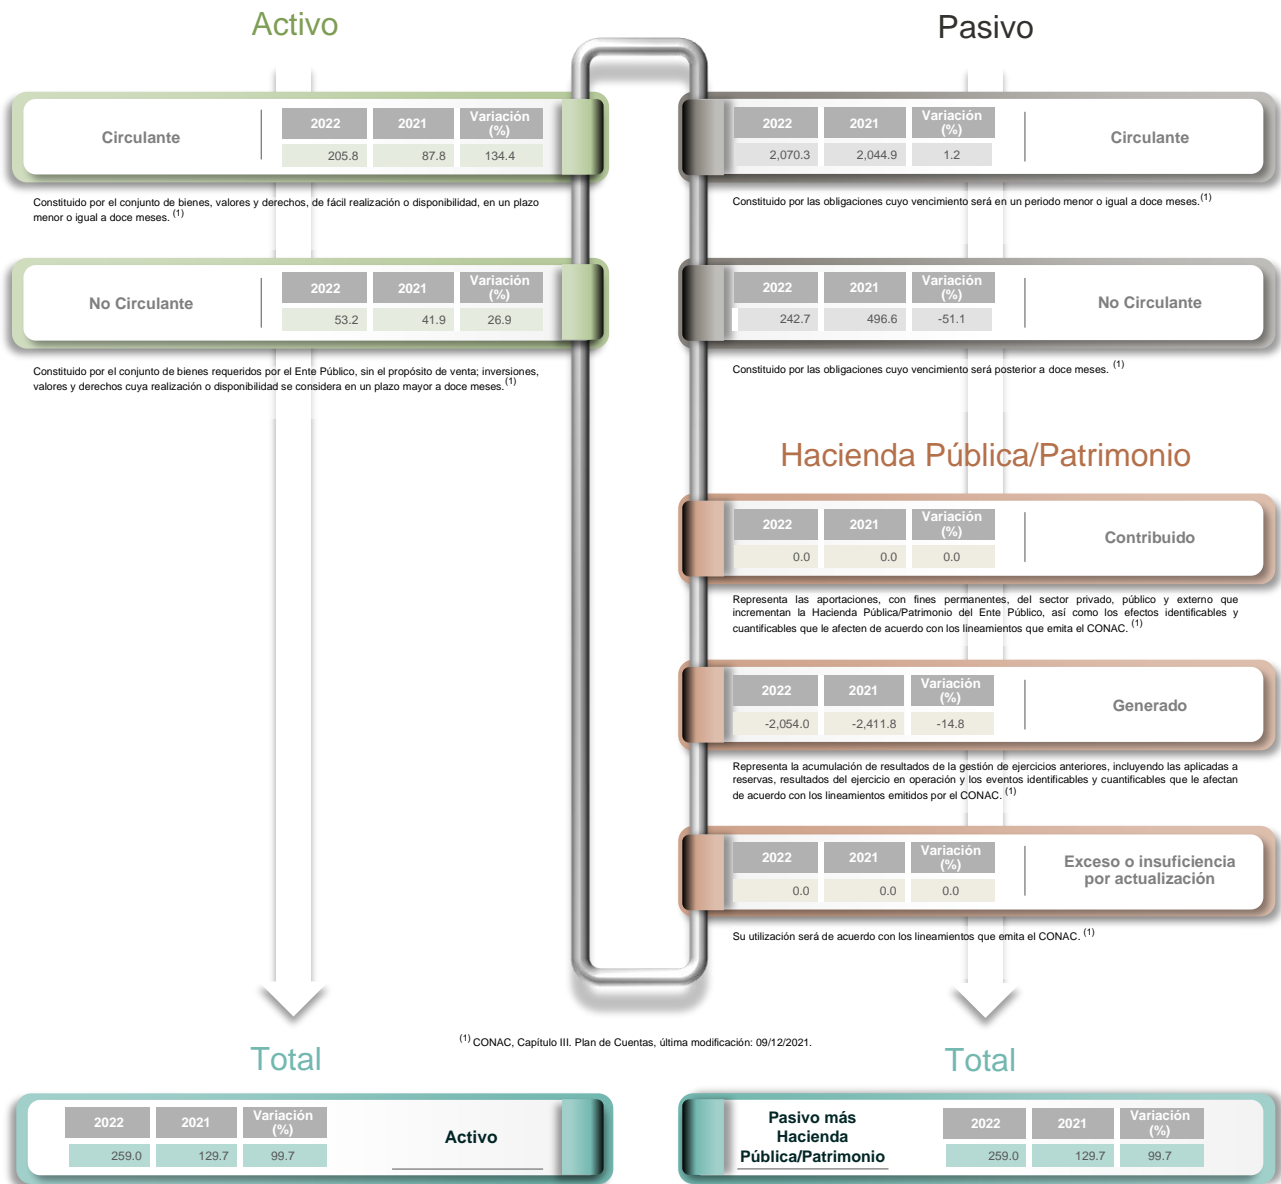 Activo
Circulante
2022 2021 Variación (%)
205.8 87.8 134.4
Constituido por el conjunto de bienes, valores y derechos, de fácil realización o disponibilidad, en un plazo
menor o igual a doce meses. (1)
No Circulante
2022 2021 Variación (%)
53.2 41.9 26.9
Constituido por el conjunto de bienes requeridos por el Ente Público, sin el propósito de venta; inversiones,
valores y derechos cuya realización o disponibilidad se considera en un plazo mayor a doce meses. (1)
Pasivo
2022 2021 Variación (%)
2,070.3 2,044.9 1.2
Circulante
Constituido por las obligaciones cuyo vencimiento será en un periodo menor o igual a doce meses. (1)
2022 2021 Variación (%)
242.7 496.6 -51.1
No Circulante
Constituido por las obligaciones cuyo vencimiento será posterior a doce meses. (1)
Hacienda Pública/Patrimonio
2022 2021 Variación (%)
0.0 0.0 0.0
Contribuido
Representa las aportaciones, con fines permanentes, del sector privado, público y externo que
incrementan la Hacienda Pública/Patrimonio del Ente Público, así como los efectos identificables y
cuantificables que le afecten de acuerdo con los lineamientos que emita el CONAC. (1)
2022 2021 Variación (%)
-2,054.0 -2,411.8 -14.8
Generado
Representa la acumulación de resultados de la gestión de ejercicios anteriores, incluyendo las aplicadas a
reservas, resultados del ejercicio en operación y los eventos identificables y cuantificables que le afectan
de acuerdo con los lineamientos emitidos por el CONAC. (1)
2022 2021 Variación (%)
0.0 0.0 0.0
Exceso o insuficiencia
por actualización
Su utilización será de acuerdo con los lineamientos que emita el CONAC. (1)
(1) CONAC, Capítulo III. Plan de Cuentas, última modificación: 09/12/2021.
Total
2022 2021 Variación (%)
259.0 129.7 99.7
Activo
Total
Pasivo más
Hacienda
Pública/Patrimonio
2022 2021 Variación (%)
259.0 129.7 99.7